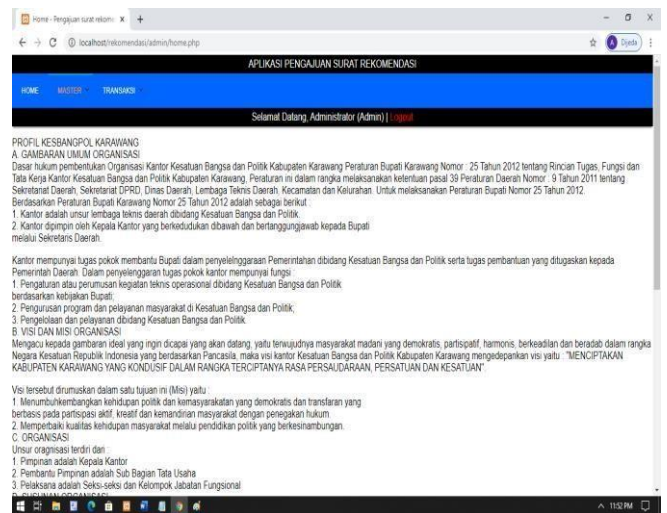 Home - Pengajuan surat rekom
localhost/rekomendasi/admin/home.php
A Dijeda
APLIKASI PENGAJUAN SURAT REKOMENDASI
HOME MASTER TRANSAKSI
Selamat Datang, Administrator (Admin) | Logout
PROFIL KESBANGPOL KARAWANG
A. GAMBARAN UMUM ORGANISASI
Dasar hukum pembentukan Organisasi Kantor Kesatuan Bangsa dan Politik Kabupaten Karawang Peraturan Bupati Karawang Nomor : 25 Tahun 2012 tentang Rincian Tugas, Fungsi dan
Tata Kerja Kantor Kesatuan Bangsa dan Politik Kabupaten Karawang, Peraturan ini dalam rangka melaksanakan ketentuan pasal 39 Peraturan Daerah Nomor : 9 Tahun 2011 tentang
Sekretariat Daerah, Sekretariat DPRD, Dinas Daerah, Lembaga Teknis Daerah, Kecamatan dan Kelurahan. Untuk melaksanakan Peraturan Bupati Nomor 25 Tahun 2012.
Berdasarkan Peraturan Bupati Karawang Nomor 25 Tahun 2012 adalah sebagai berikut :
1. Kantor adalah unsur lembaga teknis daerah dibidang Kesatuan Bangsa dan Politik.
2. Kantor dipimpin oleh Kepala Kantor yang berkedudukan dibawah dan bertanggungjawab kepada Bupati
melalui Sekretaris Daerah.
Kantor mempunyai tugas pokok membantu Bupati dalam penyelelnggaraan Pemerintahan dibidang Kesatuan Bangsa dan Politik serta tugas pembantuan yang ditugaskan kepada
Pemerintah Daerah. Dalam penyelenggaran tugas pokok kantor mempunyai fungsi :
1. Pengaturan atau perumusan kegiatan teknis operasional dibidang Kesatuan Bangsa dan Politik
berdasarkan kebijakan Bupati;
2. Pengurusan program dan pelayanan masyarakat di Kesatuan Bangsa dan Politik;
3. Pengelolaan dan pelayanan dibidang Kesatuan Bangsa dan Politik.
B. VISI DAN MISI ORGANISASI
Mengacu kepada gambaran ideal yang ingin dicapai yang akan datang, yaitu terwujudnya masyarakat madani yang demokratis, partisipatif, harmonis, berkeadilan dan beradab dalam rangka
Negara Kesatuan Republik Indonesia yang berdasarkan Pancasila, maka visi kantor Kesatuan Bangsa dan Politik Kabupaten Karawang mengedepankan visi yaitu : "MENCIPTAKAN
KABUPATEN KARAWANG YANG KONDUSIF DALAM RANGKA TERCIPTANYA RASA PERSAUDARAAN, PERSATUAN DAN KESATUAN"
Visi tersebut dirumuskan dalam satu tujuan ini (Misi) yaitu :
1. Menumbuhkembangkan kehidupan politik dan kemasyarakatan yang demokratis dan transfaran yang
berbasis pada partisipasi aktif, kreatif dan kemandirian masyarakat dengan penegakan hukum.
2. Memperbaiki kualitas kehidupan masyarakat melalui pendidikan politik yang berkesinambungan.
C. ORGANISASI
Unsur oragnisasi terdiri dari :
1. Pimpinan adalah Kepala Kantor
2. Pembantu Pimpinan adalah Sub Bagian Tata Usaha
3. Pelaksana adalah Seksi-seksi dan Kelompok Jabatan Fungsional
D. SUSUNAN ORGANISASI
11:52 PM